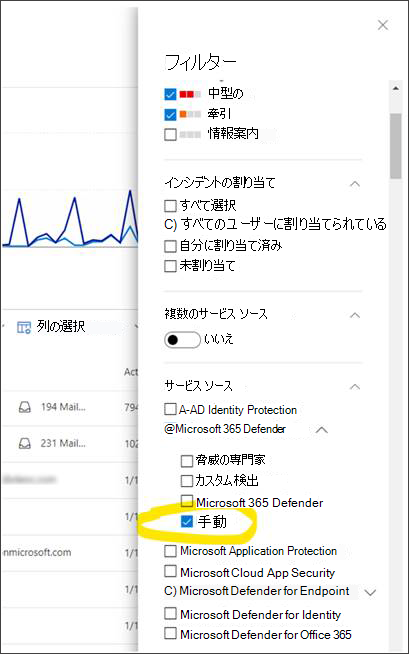 フィルター
中型の
牽引
情報案内
インシデントの割り当て
すべて選択
C) すべてのユーザーに割り当てられている
自分に割り当て済み
未割り当て
複数のサービス ソース
列の選択
いいえ
Act
サービス ソース
194 Mail... 794
A-AD Identity Protection
@Microsoft 365 Defender
231 Mail... 102
脅威の専門家
カスタム検出
1/1
Microsoft 365 Defender
手動
1/1
onmicrosoft.com 1/1
Microsoft Application Protection
Microsoft Cloud App Security
C) Microsoft Defender for Endpoint
1/1
Microsoft Defender for Identity
Microsoft Defender for Office 365
1/1